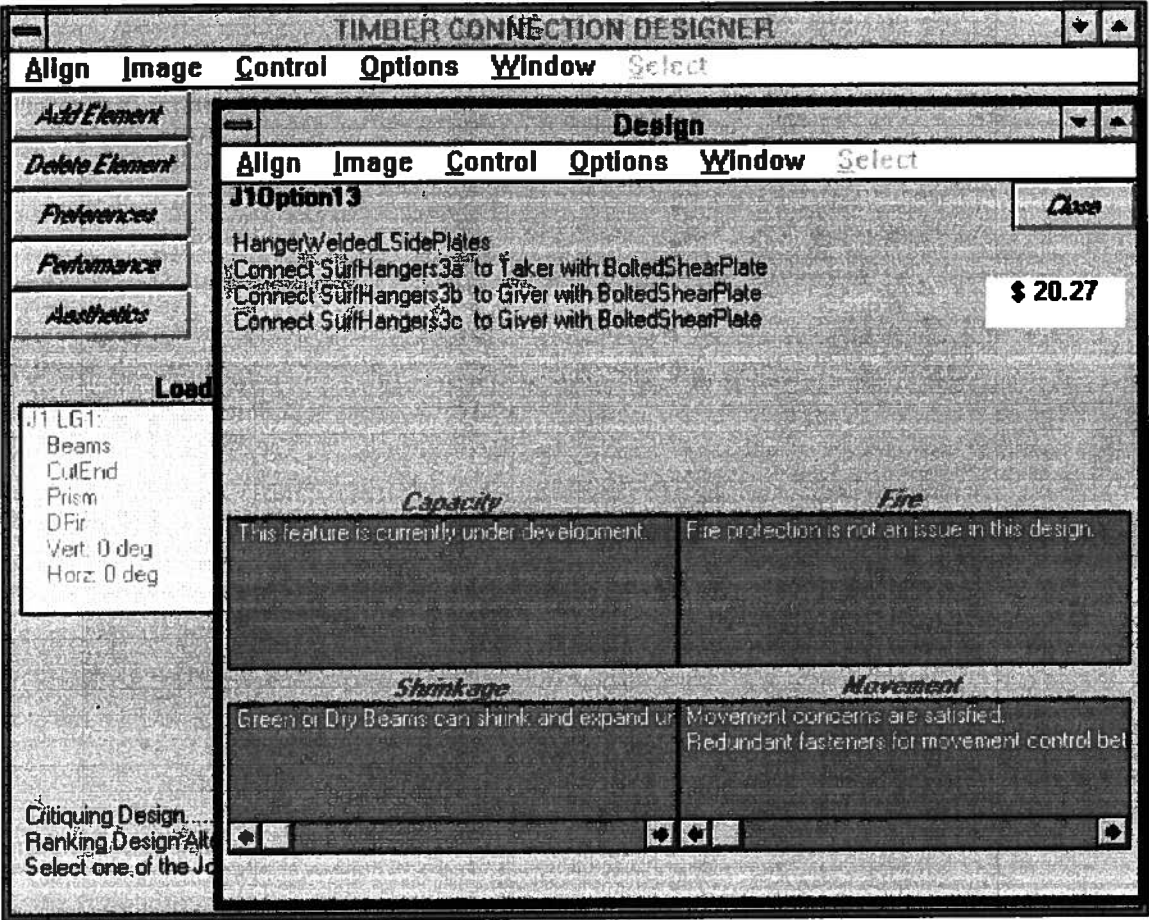 TIMBER CONNECTION DESIGNER
Align Image Control Options Window Select
Add Element
Delete Element
Preferences
Performance
Aesthetics
Load
J1 LG1:
Beams
CutEnd
Prism
DFir
Vert: 0 deg
Horz: 0 deg
Critiquing Design....
Ranking Design Alte
Select one of the Jo
Design
Align Image Control Options Window Select
J1Option13
Close
HangerWeldedLSidePlates
Connect SurfHangers3a to Taker with BoltedShearPlate
Connect SurfHangers3b to Giver with BoltedShearPlate
Connect SurfHangers3c to Giver with BoltedShearPlate
$ 20.27
Capacity
This feature is currently under development.
Fire
Fire protection is not an issue in this design.
Shrinkage
Green or Dry Beams can shrink and expand un
Movement
Movement concerns are satisfied.
Redundant fasteners for movement control bet